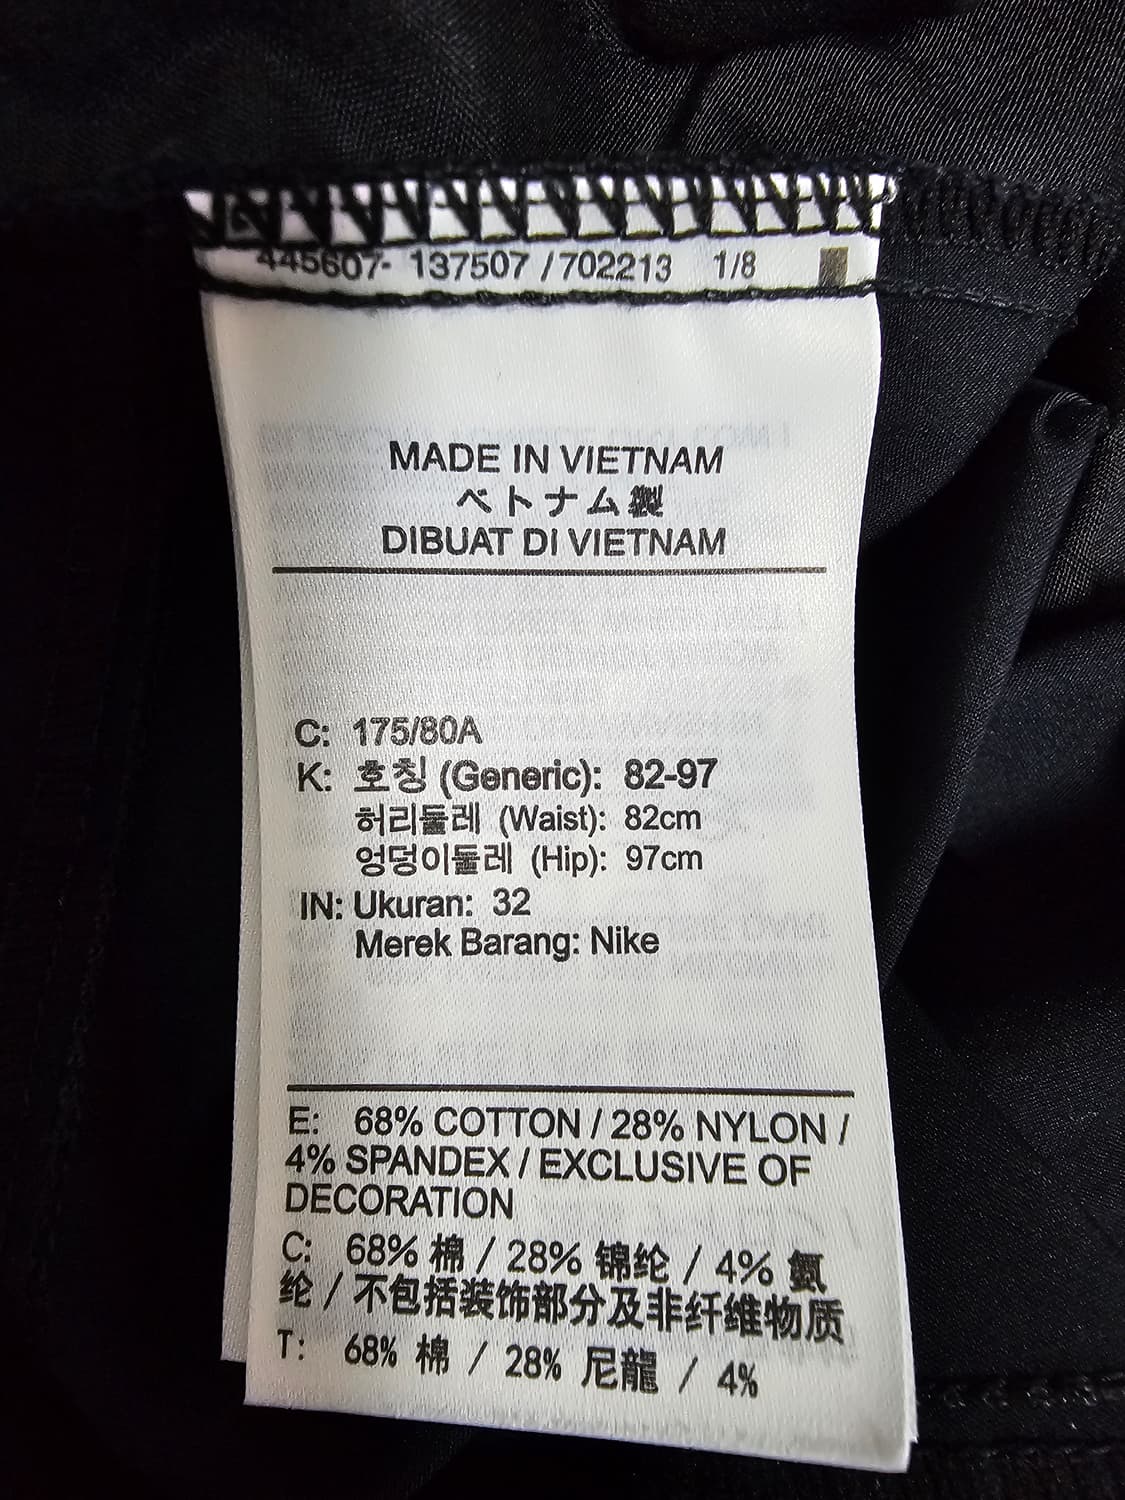 445607- 137507 / 702213 1/8
MADE IN VIETNAM
ベトナム製
DIBUAT DI VIETNAM
C: 175/80A
K: 호칭 (Generic): 82-97
허리둘레 (Waist): 82cm
엉덩이둘레 (Hip): 97cm
IN: Ukuran: 32
Merek Barang: Nike
E: 68% COTTON / 28% NYLON /
4% SPANDEX / EXCLUSIVE OF
DECORATION
C: 68% 棉 / 28% 锦纶 / 4% 氨
纶 / 不包括装饰部分及非纤维物质
T: 68% 棉 / 28% 尼龍 / 4%